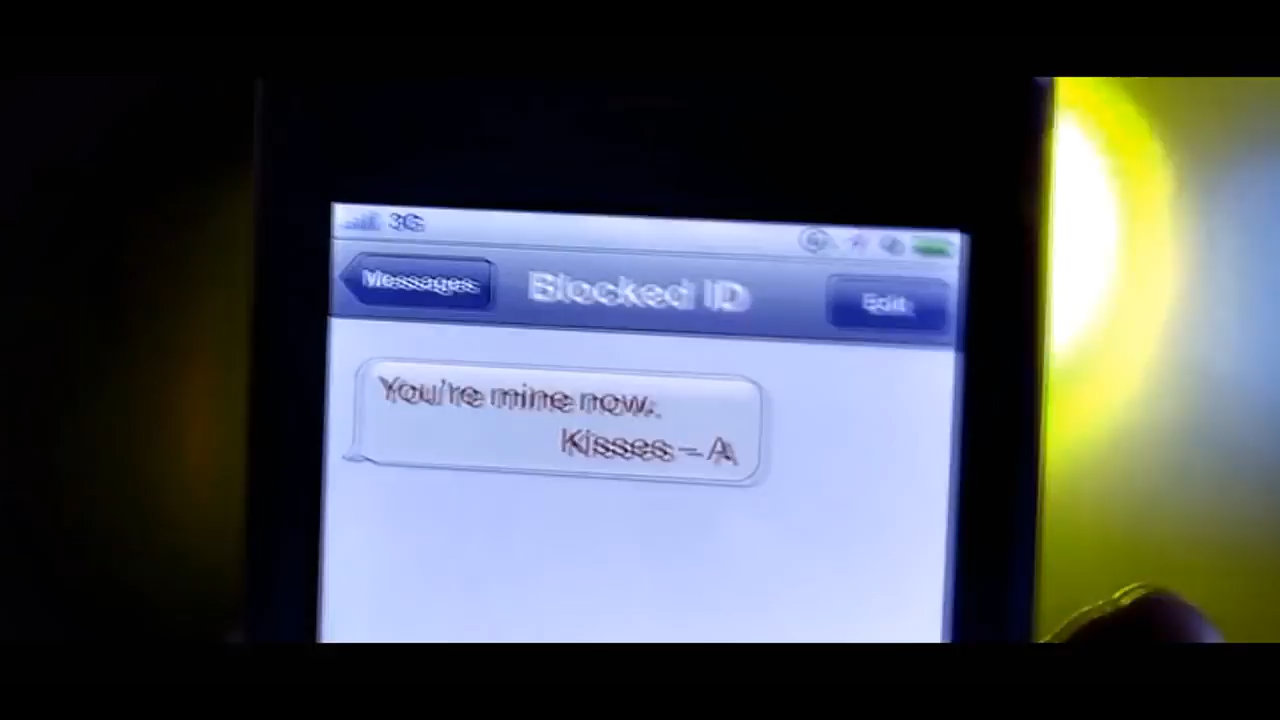 3G
Messages
Blocked ID
Edit
You're mine now.
Kisses – A